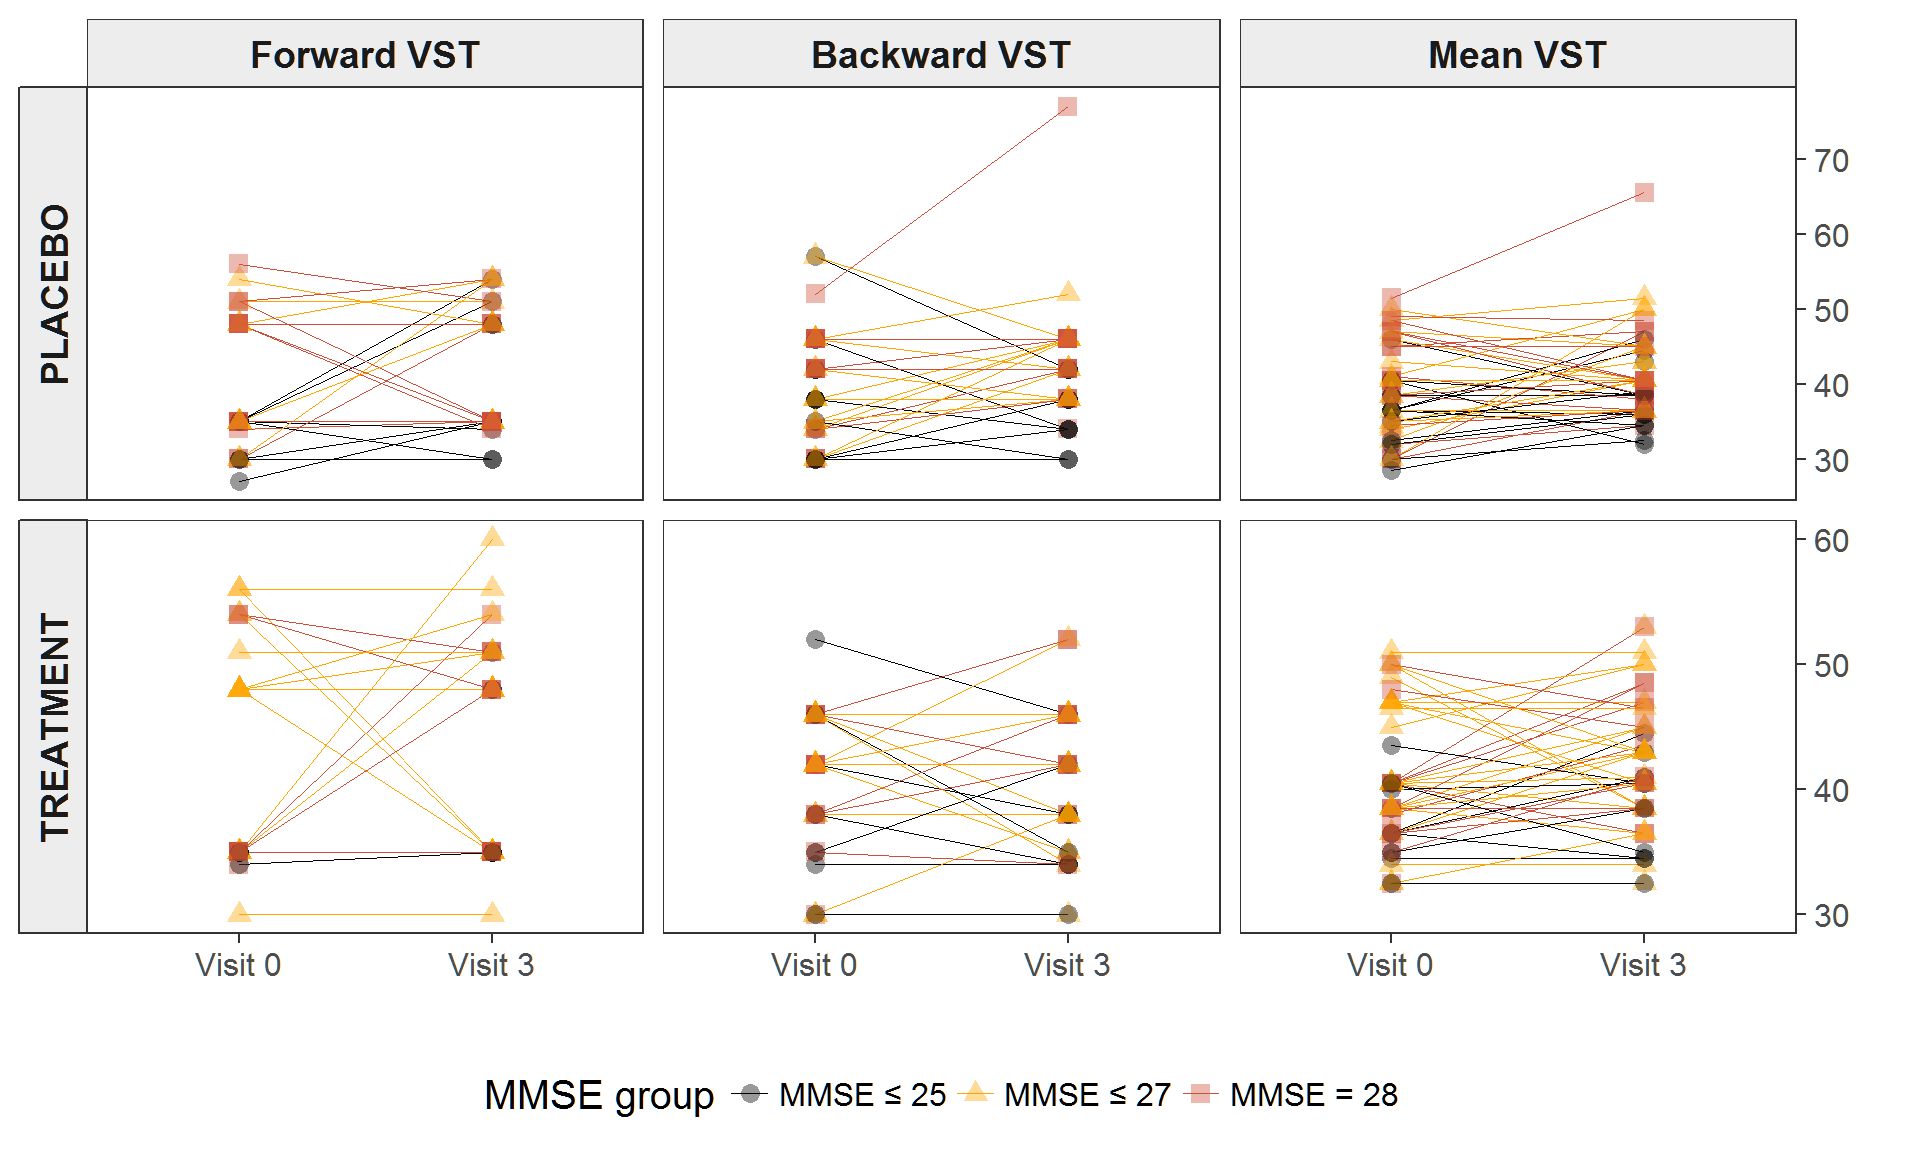 Forward VST
Backward VST
Mean VST
PLACEBO
70
60
50
40
30
TREATMENT
60
50
40
30
Visit 0
Visit 3
Visit 0
Visit 3
Visit 0
Visit 3
MMSE group
MMSE ≤ 25
MMSE ≤ 27
MMSE = 28